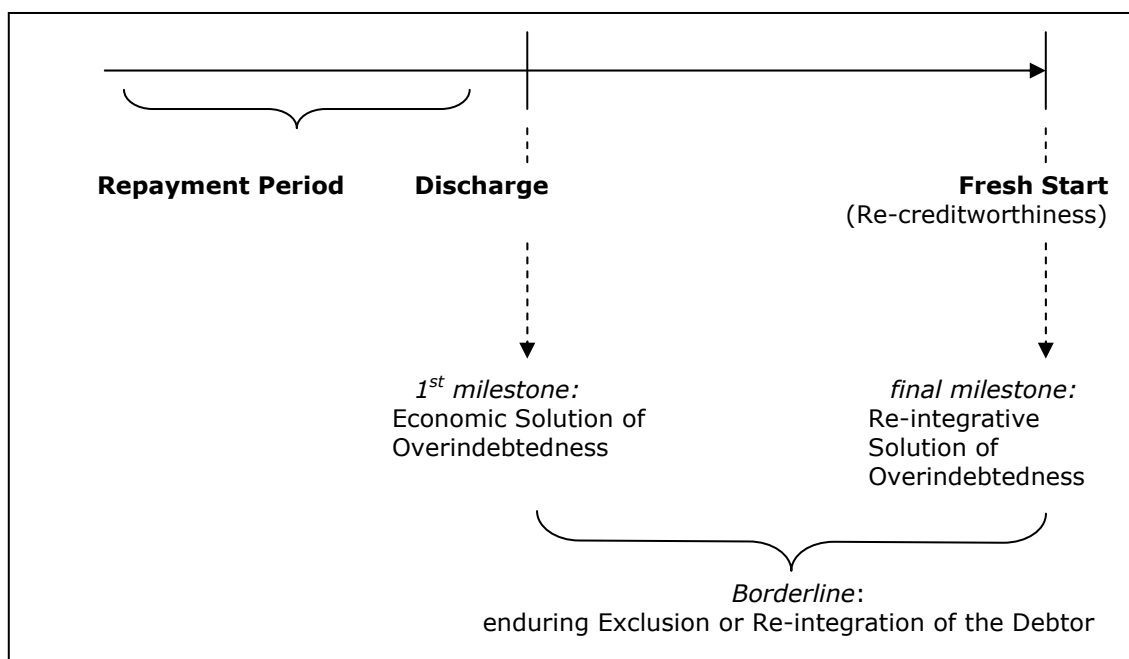 Repayment Period
Discharge
Fresh Start
(Re-creditworthiness)
1st milestone:
Economic Solution of
Overindebtedness
final milestone:
Re-integrative
Solution of
Overindebtedness
Borderline:
enduring Exclusion or Re-integration of the Debtor